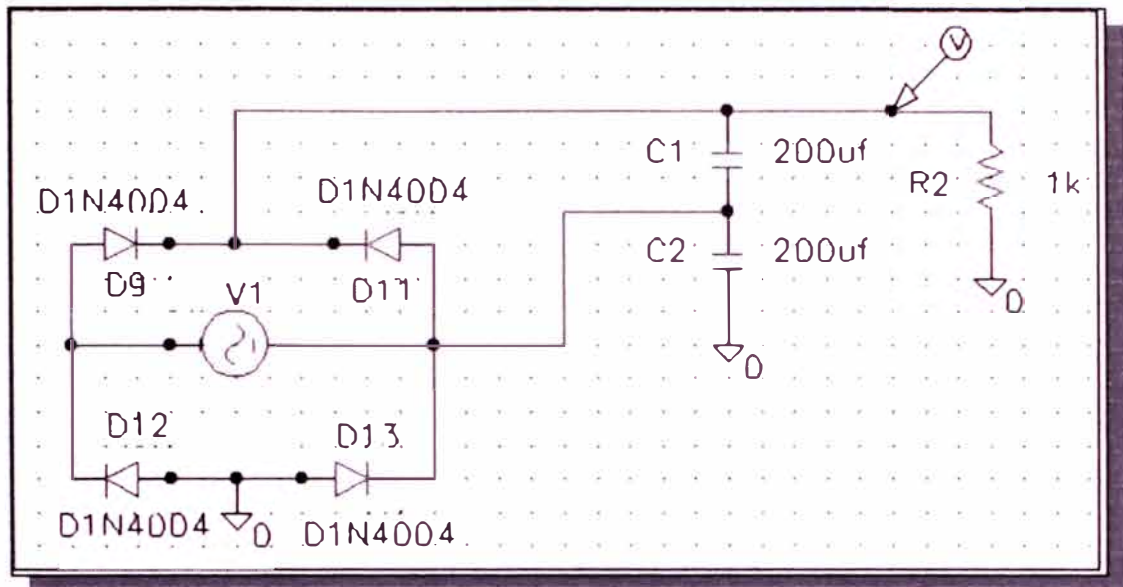 V
C1 200uf
R2 1k
D1N4004 D1N4004
C2 200uf
D9 D11
V1
0
0
D12 D13
D1N4004 0 D1N4004